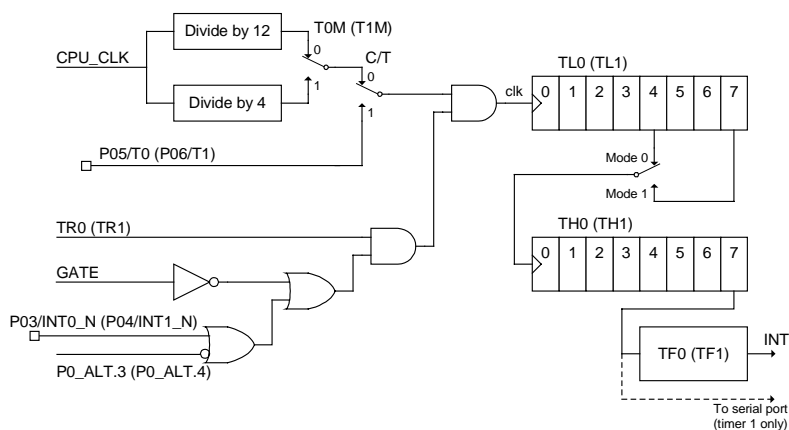 Divide by 12
T0M (T1M)
CPU_CLK
0
C/T
0
TL0 (TL1)
Divide by 4
1
clk
0 1 2 3 4 5 6 7
1
P05/T0 (P06/T1)
Mode 0
Mode 1
TR0 (TR1)
TH0 (TH1)
0 1 2 3 4 5 6 7
GATE
P03/INT0_N (P04/INT1_N)
P0_ALT.3 (P0_ALT.4)
TF0 (TF1)
INT
To serial port
(timer 1 only)